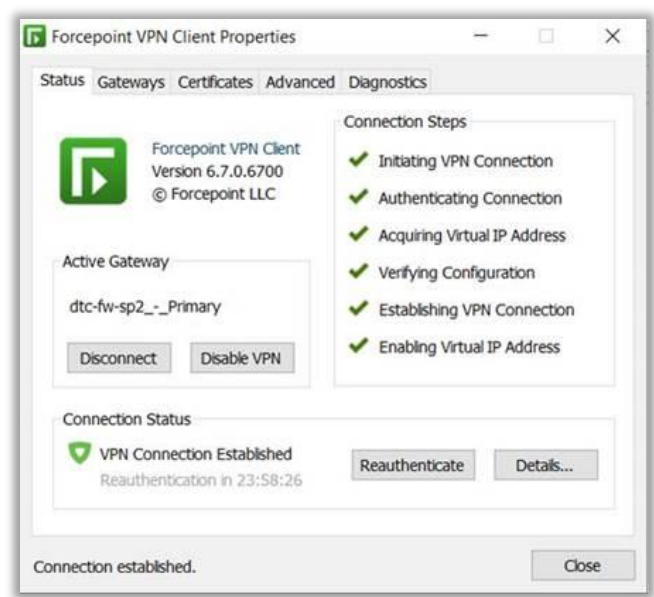 Forcepoint VPN Client Properties
Status Gateways Certificates Advanced Diagnostics
Forcepoint VPN Client
Version 6.7.0.6700
© Forcepoint LLC
Active Gateway
dtc-fw-sp2_-_Primary
Disconnect Disable VPN
Connection Steps
Initiating VPN Connection
Authenticating Connection
Acquiring Virtual IP Address
Verifying Configuration
Establishing VPN Connection
Enabling Virtual IP Address
Connection Status
VPN Connection Established
Reauthentication in 23:58:26
Reauthenticate Details...
Connection established.
Close